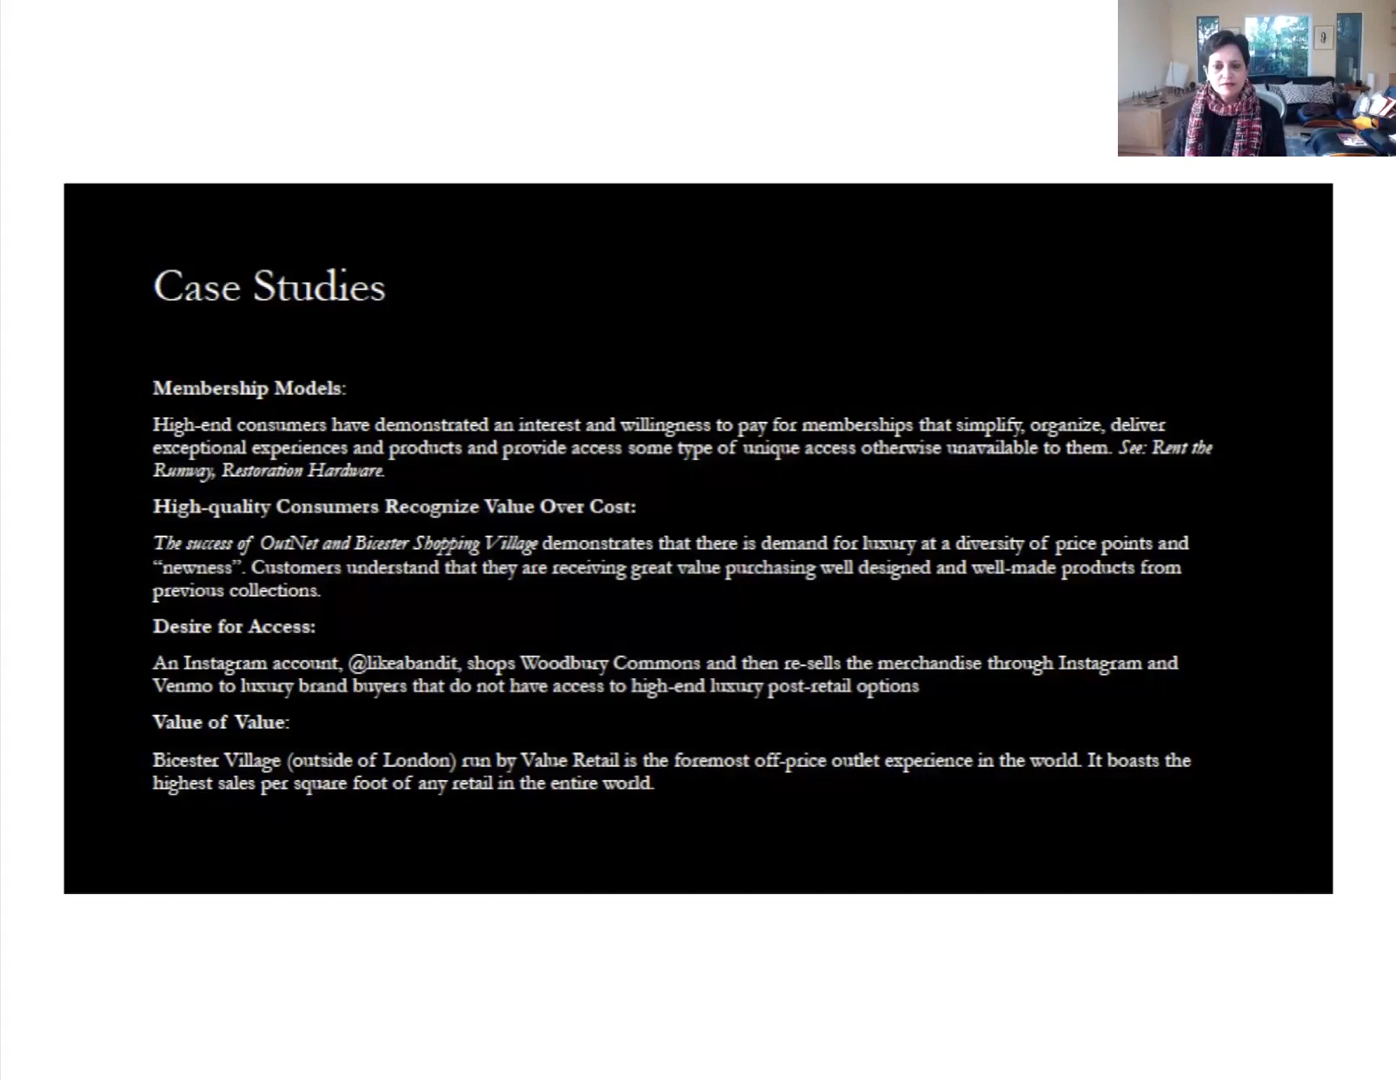 Case Studies
Membership Models:
High-end consumers have demonstrated an interest and willingness to pay for memberships that simplify, organize, deliver
exceptional experiences and products and provide access some type of unique access otherwise unavailable to them. See: Rent the
Runway, Restoration Hardware.
High-quality Consumers Recognize Value Over Cost:
The success of OutNet and Bicester Shopping Village demonstrates that there is demand for luxury at a diversity of price points and
“newness”. Customers understand that they are receiving great value purchasing well designed and well-made products from
previous collections.
Desire for Access:
An Instagram account, @likeabandit, shops Woodbury Commons and then re-sells the merchandise through Instagram and
Venmo to luxury brand buyers that do not have access to high-end luxury post-retail options
Value of Value:
Bicester Village (outside of London) run by Value Retail is the foremost off-price outlet experience in the world. It boasts the
highest sales per square foot of any retail in the entire world.